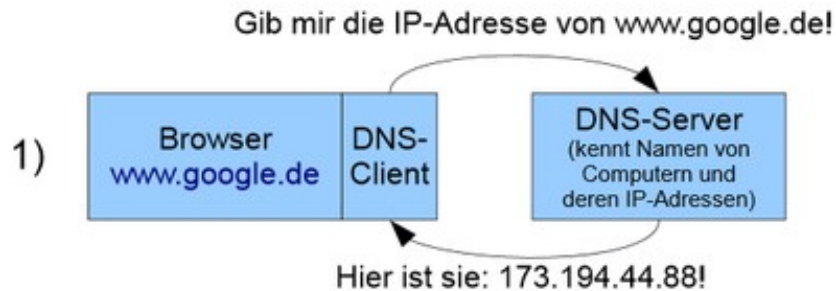 Gib mir die IP-Adresse von www.google.de!
1)
Browser
www.google.de
DNS-
Client
DNS-Server
(kennt Namen von
Computern und
deren IP-Adressen)
Hier ist sie: 173.194.44.88!